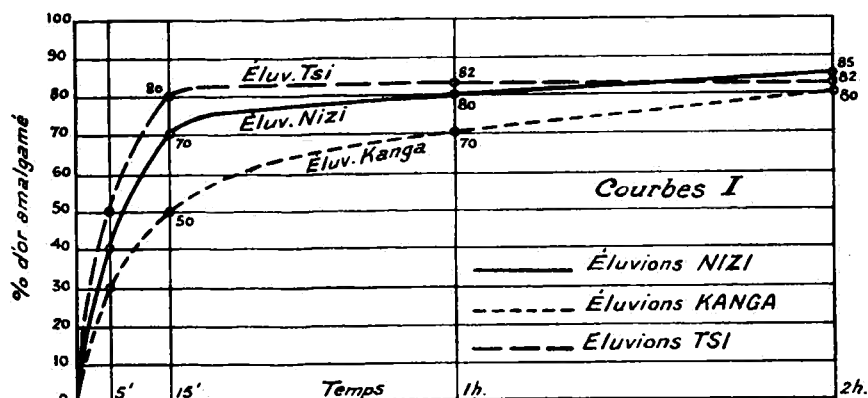 100
90
80
70
60
50
40
30
20
10
0
% d'or amalgamé
Éluv. Tsi
Éluv. Nizi
Éluv. Kanga
80
70
50
82
80
70
85
82
80
Courbes I
Éluvions NIZI
Éluvions KANGA
Éluvions TSI
5' 15' Temps 1h. 2h.